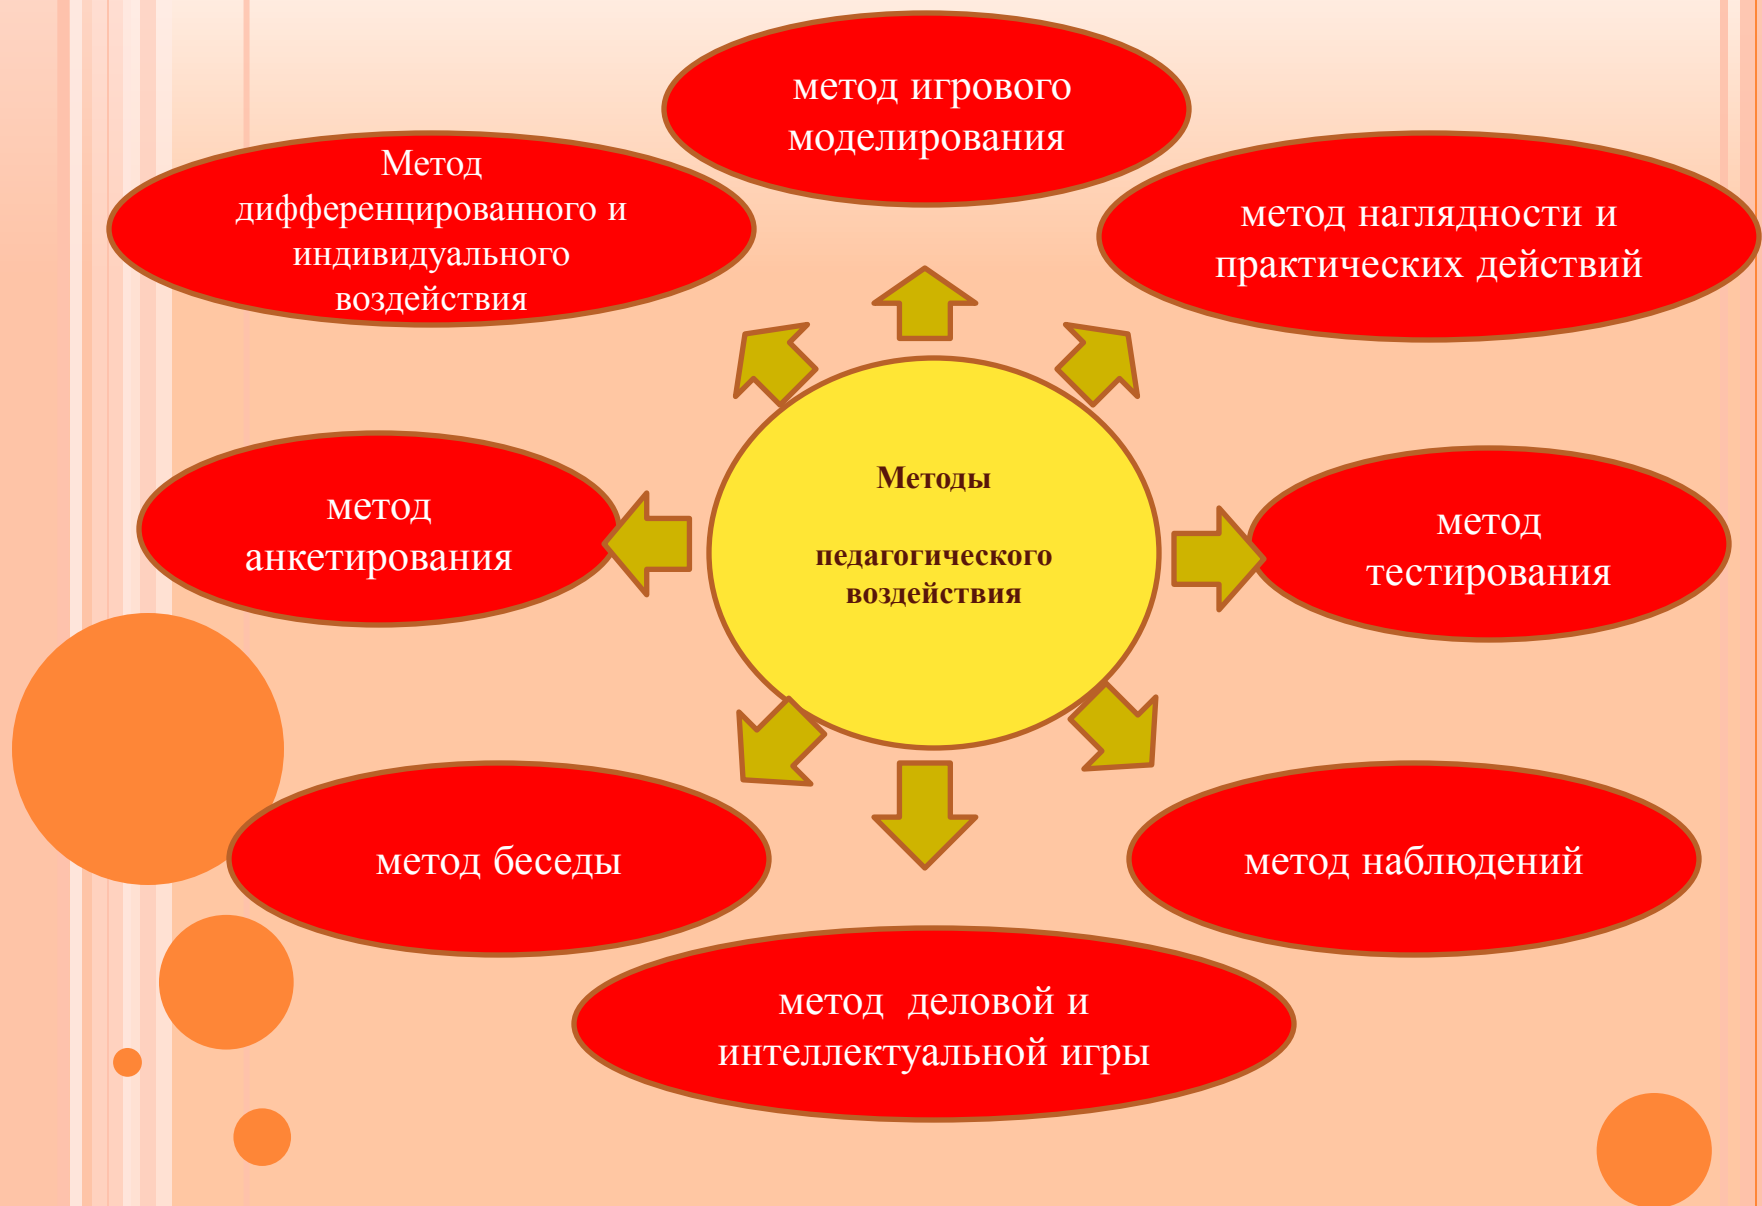 метод игрового
моделирования
Метод
дифференцированного и
индивидуального
воздействия
метод наглядности и
практических действий
Методы
педагогического
воздействия
метод
анкетирования
метод
тестирования
метод беседы
метод наблюдений
метод  деловой и
интеллектуальной игры